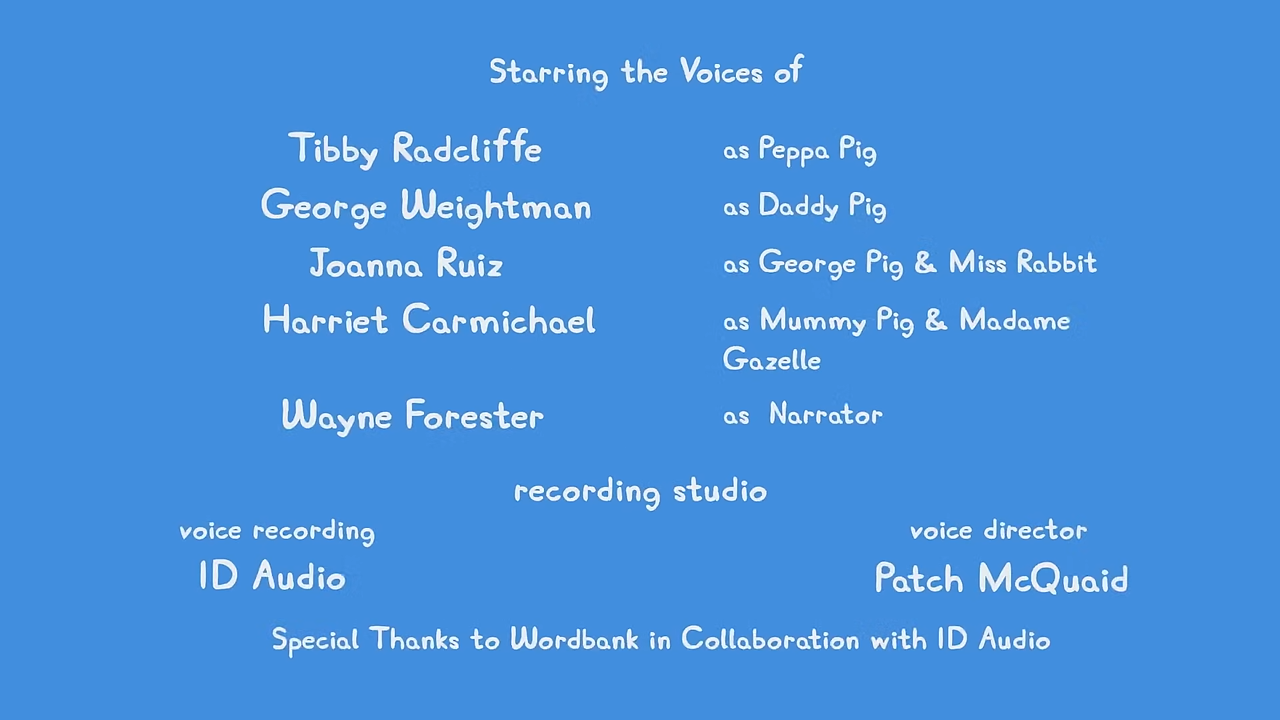 Starring the Voices of
Tibby Radcliffe as Peppa Pig
George Weightman as Daddy Pig
Joanna Ruiz as George Pig & Miss Rabbit
Harriet Carmichael as Mummy Pig & Madame
Gazelle
Wayne Forester as Narrator
recording studio
voice recording voice director
ID Audio Patch McQuaid
Special Thanks to Wordbank in Collaboration with ID Audio